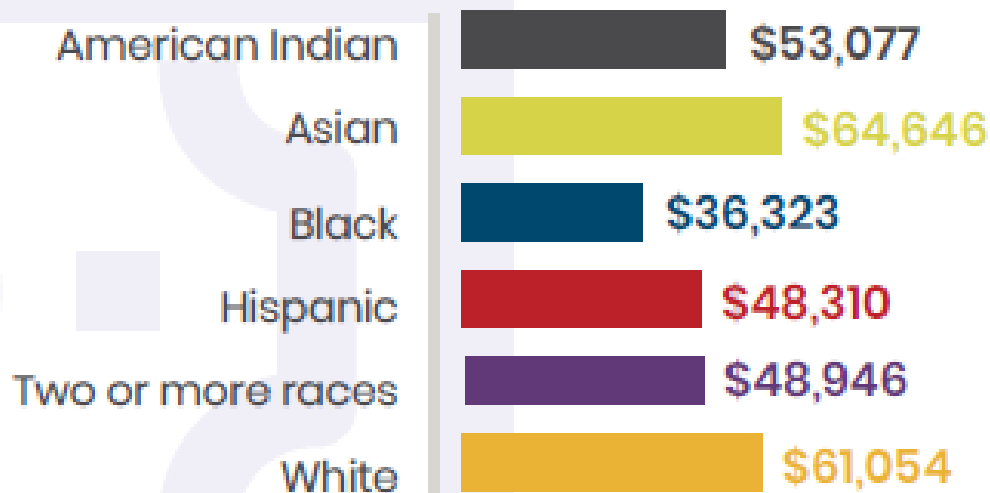 American Indian $53,077
Asian $64,646
Black $36,323
Hispanic $48,310
Two or more races $48,946
White $61,054